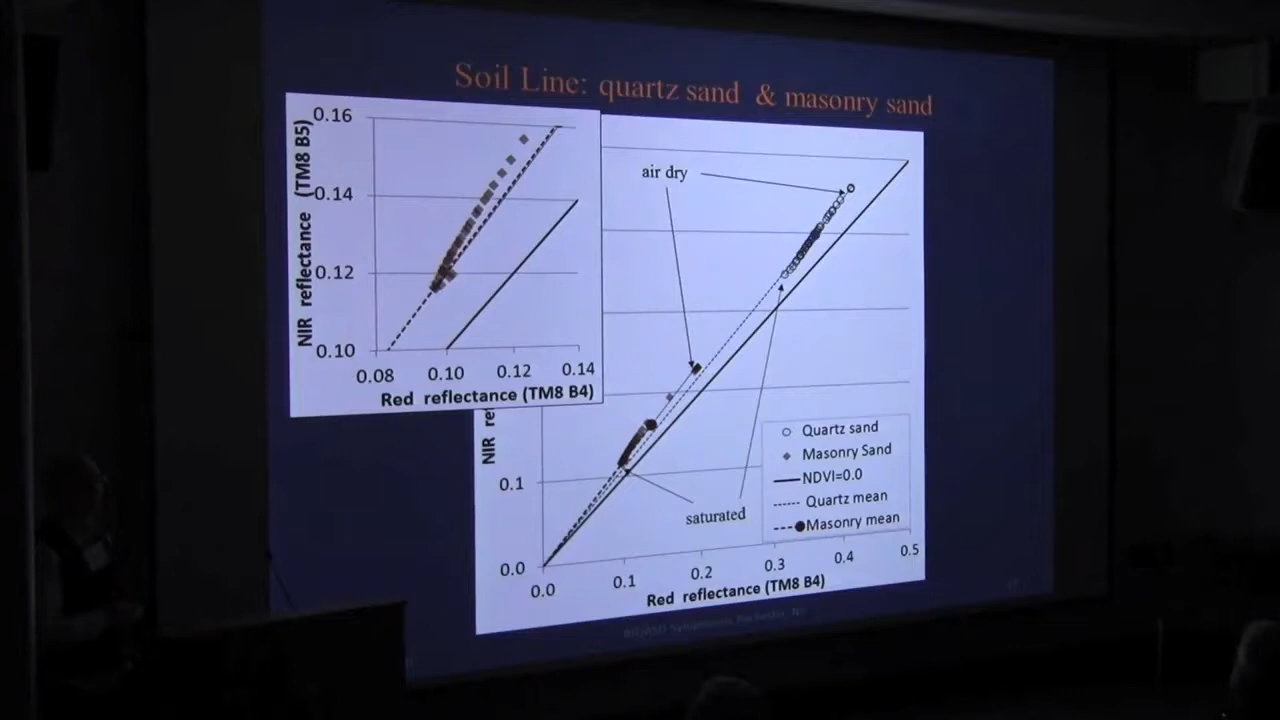 Soil Line: quartz sand & masonry sand
0.16
0.14
0.12
0.10
NIR reflectance (TM8 B5)
0.08 0.10 0.12 0.14
Red reflectance (TM8 B4)
air dry
saturated
NIR re
0.1
0.0
0.0 0.1 0.2 0.3 0.4 0.5
Red reflectance (TM8 B4)
Quartz sand
Masonry Sand
NDVI=0.0
Quartz mean
Masonry mean